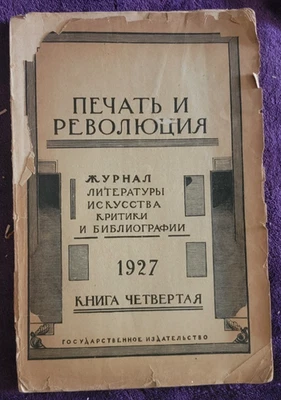 ПЕЧАТЬ И
РЕВОЛЮЦИЯ
ЖУРНАЛ
ЛИТЕРАТУРЫ
ИСКУССТВА
КРИТИКИ
И БИБЛИОГРАФИИ
1927
КНИГА ЧЕТВЕРТАЯ
ГОСУДАРСТВЕННОЕ ИЗДАТЕЛЬСТВО